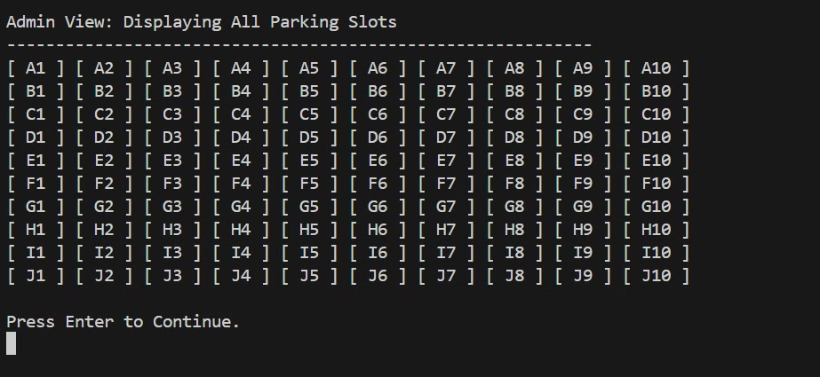 Admin View: Displaying All Parking Slots
------------------------------------------------------------
[ A1 ] [ A2 ] [ A3 ] [ A4 ] [ A5 ] [ A6 ] [ A7 ] [ A8 ] [ A9 ] [ A10 ]
[ B1 ] [ B2 ] [ B3 ] [ B4 ] [ B5 ] [ B6 ] [ B7 ] [ B8 ] [ B9 ] [ B10 ]
[ C1 ] [ C2 ] [ C3 ] [ C4 ] [ C5 ] [ C6 ] [ C7 ] [ C8 ] [ C9 ] [ C10 ]
[ D1 ] [ D2 ] [ D3 ] [ D4 ] [ D5 ] [ D6 ] [ D7 ] [ D8 ] [ D9 ] [ D10 ]
[ E1 ] [ E2 ] [ E3 ] [ E4 ] [ E5 ] [ E6 ] [ E7 ] [ E8 ] [ E9 ] [ E10 ]
[ F1 ] [ F2 ] [ F3 ] [ F4 ] [ F5 ] [ F6 ] [ F7 ] [ F8 ] [ F9 ] [ F10 ]
[ G1 ] [ G2 ] [ G3 ] [ G4 ] [ G5 ] [ G6 ] [ G7 ] [ G8 ] [ G9 ] [ G10 ]
[ H1 ] [ H2 ] [ H3 ] [ H4 ] [ H5 ] [ H6 ] [ H7 ] [ H8 ] [ H9 ] [ H10 ]
[ I1 ] [ I2 ] [ I3 ] [ I4 ] [ I5 ] [ I6 ] [ I7 ] [ I8 ] [ I9 ] [ I10 ]
[ J1 ] [ J2 ] [ J3 ] [ J4 ] [ J5 ] [ J6 ] [ J7 ] [ J8 ] [ J9 ] [ J10 ]
Press Enter to Continue.